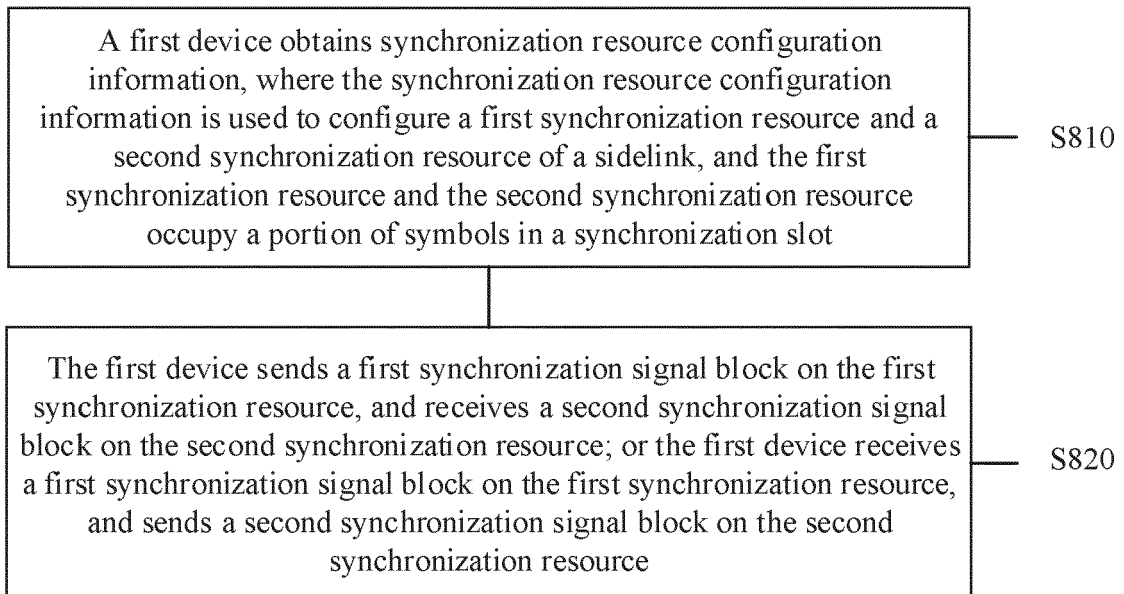 A first device obtains synchronization resource configuration
information, where the synchronization resource configuration
information is used to configure a first synchronization resource and a
second synchronization resource of a sidelink, and the first
synchronization resource and the second synchronization resource
occupy a portion of symbols in a synchronization slot
S810
The first device sends a first synchronization signal block on the first
synchronization resource, and receives a second synchronization signal
block on the second synchronization resource; or the first device receives
a first synchronization signal block on the first synchronization resource,
and sends a second synchronization signal block on the second
synchronization resource
S820